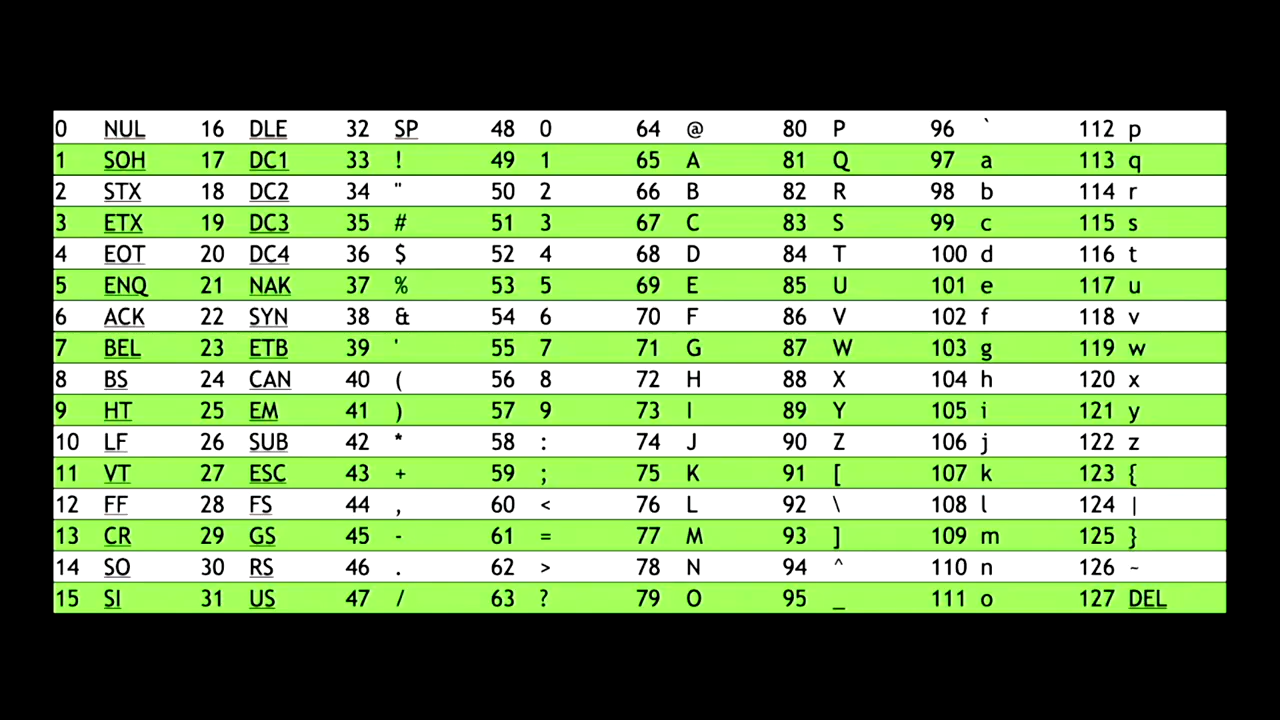 0 NUL 16 DLE 32 SP 48 0 64 @ 80 P 96 ` 112 p
1 SOH 17 DC1 33 ! 49 1 65 A 81 Q 97 a 113 q
2 STX 18 DC2 34 " 50 2 66 B 82 R 98 b 114 r
3 ETX 19 DC3 35 # 51 3 67 C 83 S 99 c 115 s
4 EOT 20 DC4 36 $ 52 4 68 D 84 T 100 d 116 t
5 ENQ 21 NAK 37 % 53 5 69 E 85 U 101 e 117 u
6 ACK 22 SYN 38 & 54 6 70 F 86 V 102 f 118 v
7 BEL 23 ETB 39 ' 55 7 71 G 87 W 103 g 119 w
8 BS 24 CAN 40 ( 56 8 72 H 88 X 104 h 120 x
9 HT 25 EM 41 ) 57 9 73 I 89 Y 105 i 121 y
10 LF 26 SUB 42 * 58 : 74 J 90 Z 106 j 122 z
11 VT 27 ESC 43 + 59 ; 75 K 91 [ 107 k 123 {
12 FF 28 FS 44 , 60 < 76 L 92 \ 108 l 124 |
13 CR 29 GS 45 - 61 = 77 M 93 ] 109 m 125 }
14 SO 30 RS 46 . 62 > 78 N 94 ^ 110 n 126 ~
15 SI 31 US 47 / 63 ? 79 O 95 _ 111 o 127 DEL